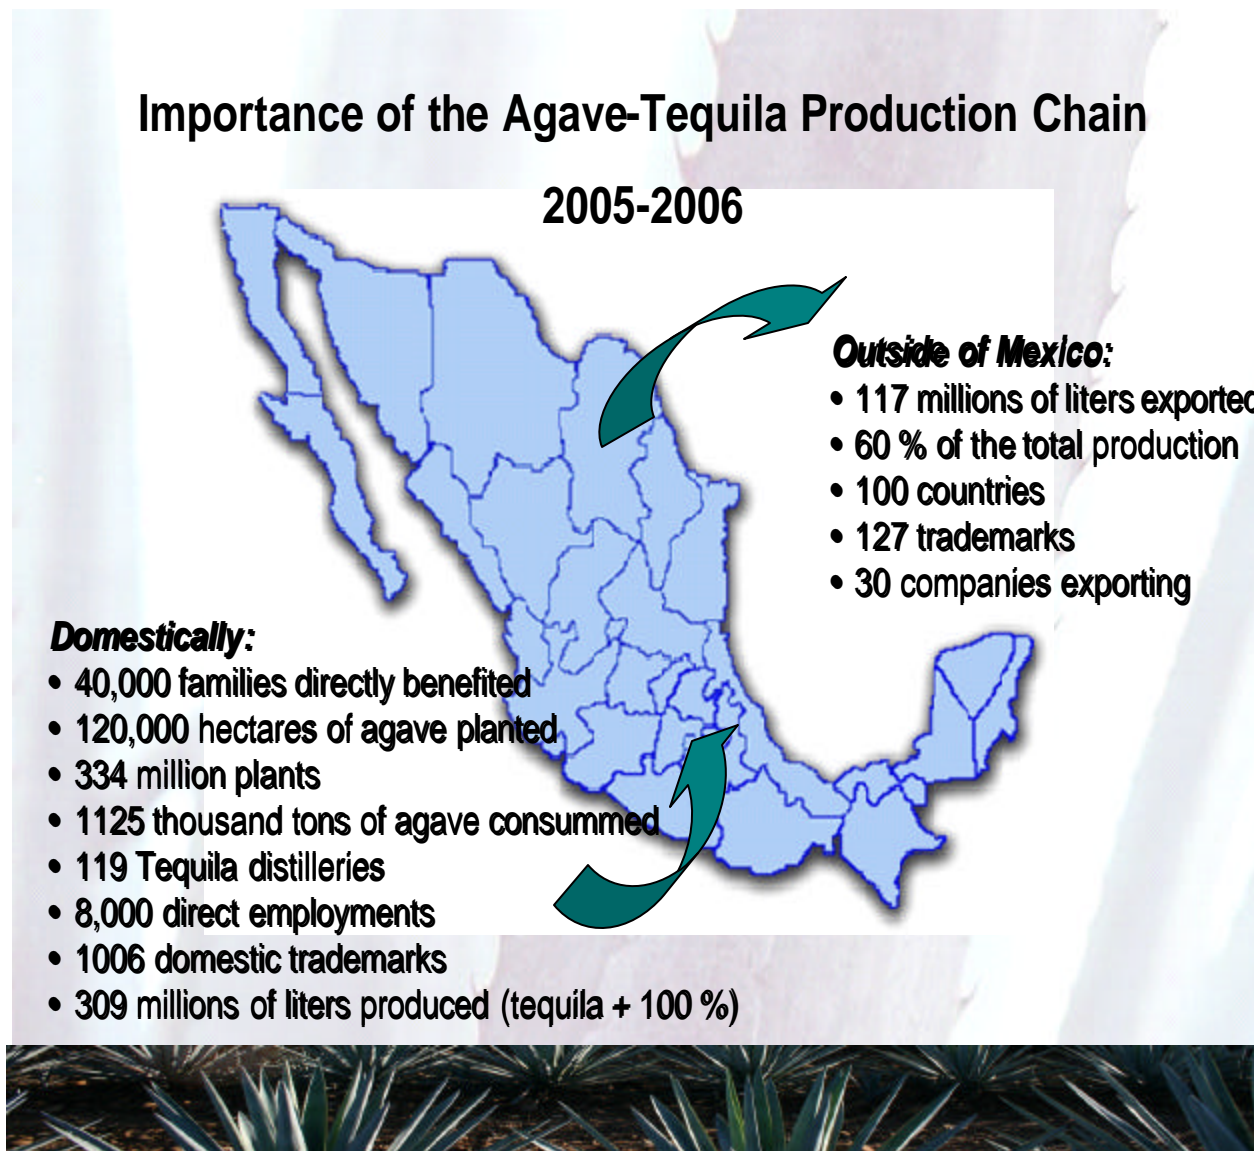 Importance of the Agave-Tequila Production Chain
2005-2006
Outside of Mexico:
• 117 millions of liters exported
• 60 % of the total production
• 100 countries
• 127 trademarks
• 30 companies exporting
Domestically:
• 40,000 families directly benefited
• 120,000 hectares of agave planted
• 334 million plants
• 1125 thousand tons of agave consummed
• 119 Tequila distilleries
• 8,000 direct employments
• 1006 domestic trademarks
• 309 millions of liters produced (tequila + 100 %)